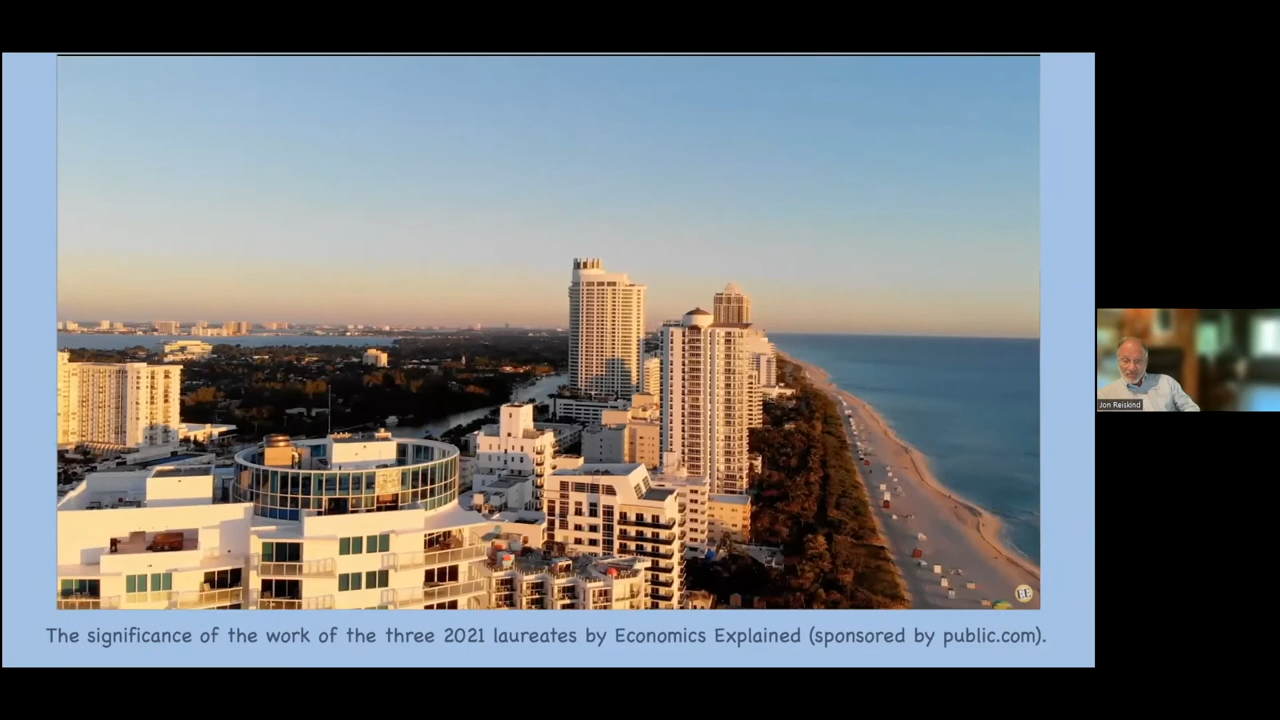 EE
The significance of the work of the three 2021 laureates by Economics Explained (sponsored by public.com).
Jon Reiskind